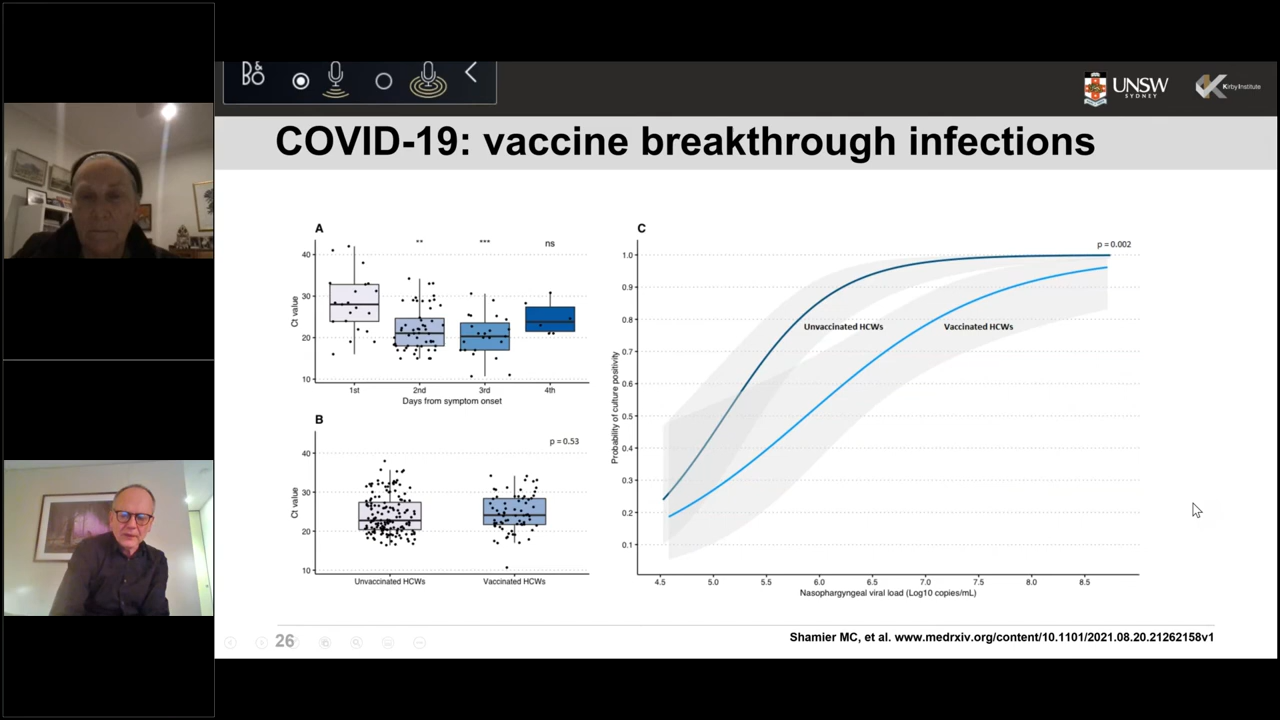 B&
BO
UNSW
SYDNEY
Kirby Institute
COVID-19: vaccine breakthrough infections
A
** *** ns
40
30
20
10
Ct value
1st 2nd 3rd 4th
Days from symptom onset
B
p = 0.53
40
30
20
10
Ct value
Unvaccinated HCWs Vaccinated HCWs
C
p = 0.002
1.0
0.9
0.8
0.7
0.6
0.5
0.4
0.3
0.2
0.1
Probability of culture positivity
Unvaccinated HCWs Vaccinated HCWs
4.5 5.0 5.5 6.0 6.5 7.0 7.5 8.0 8.5
Nasophargyngeal viral load (Log10 copies/mL)
26
Shamier MC, et al. www.medrxiv.org/content/10.1101/2021.08.20.21262158v1